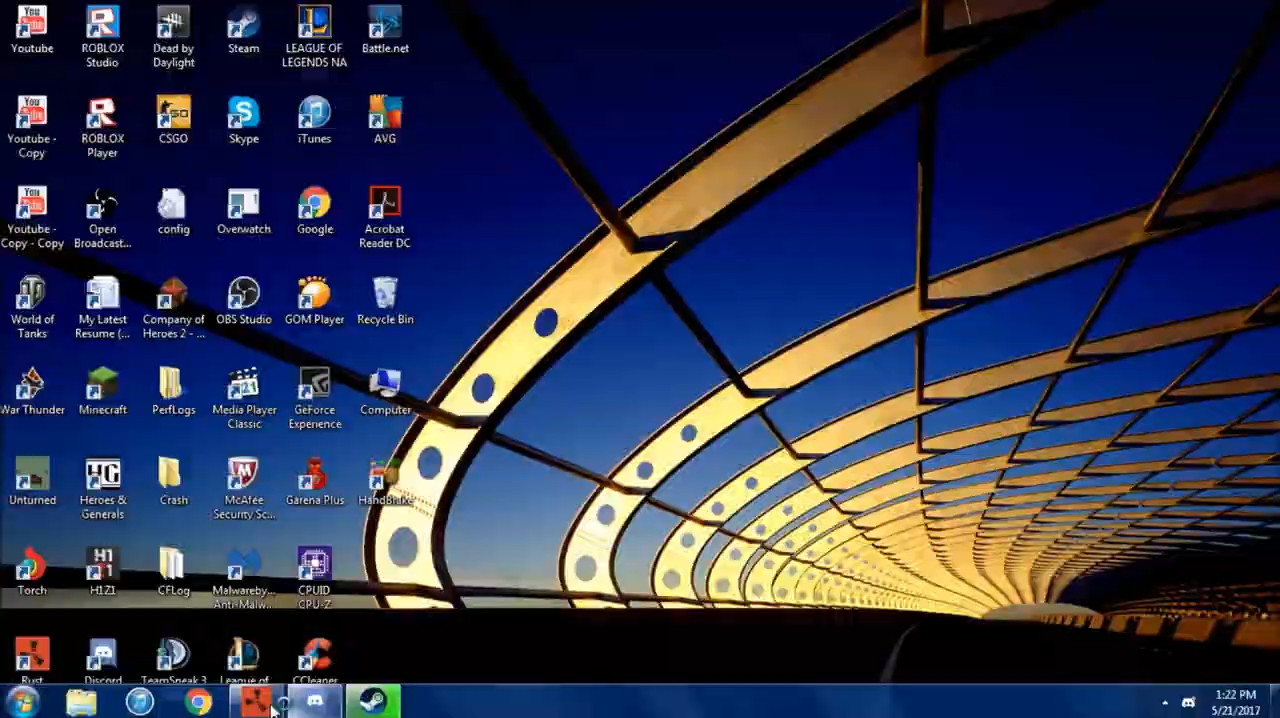 Youtube
ROBLOX
Studio
Dead by
Daylight
Steam
LEAGUE OF
LEGENDS NA
Battle.net
Youtube -
Copy
ROBLOX
Player
CSGO
Skype
iTunes
AVG
Youtube -
Copy - Copy
Open
Broadcast...
config
Overwatch
Google
Acrobat
Reader DC
World of
Tanks
My Latest
Resume (...
Company of
Heroes 2 - ...
OBS Studio
GOM Player
Recycle Bin
War Thunder
Minecraft
PerfLogs
Media Player
Classic
GeForce
Experience
Computer
Unturned
Heroes &
Generals
Crash
McAfee
Security Sc...
Garena Plus
HandBrake
Torch
H1Z1
CFLog
Malwareby...
Anti-Malw...
CPUID
CPU-Z
Rust
Discord
TeamSpeak 3
League of
CCleaner
1:22 PM
5/21/2017